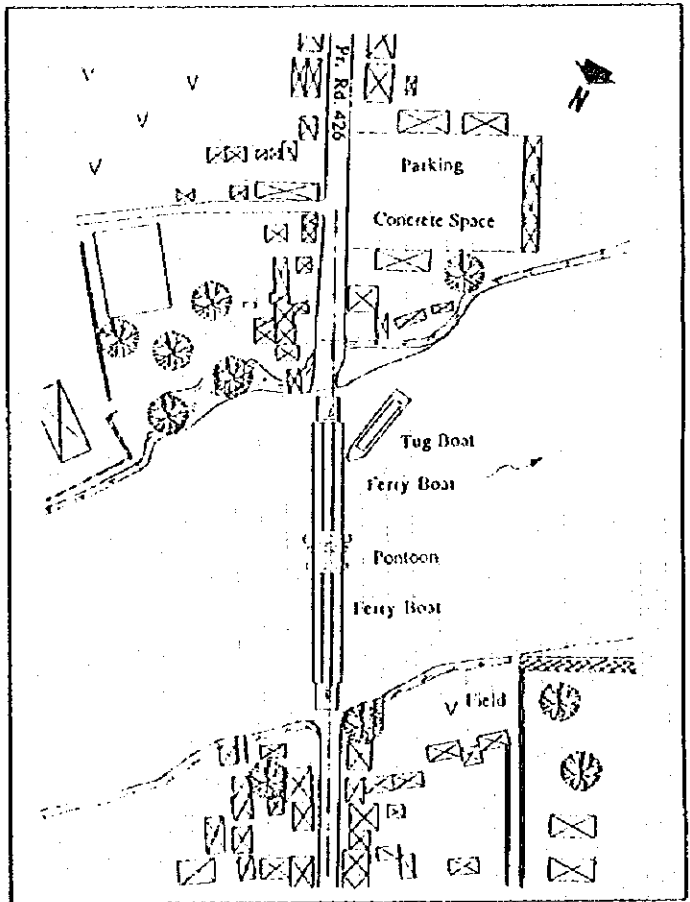 Pr. Rd 426
N
Parking
Concrete Space
Tug Boat
Ferry Boat
Pontoon
Ferry Boat
V Field